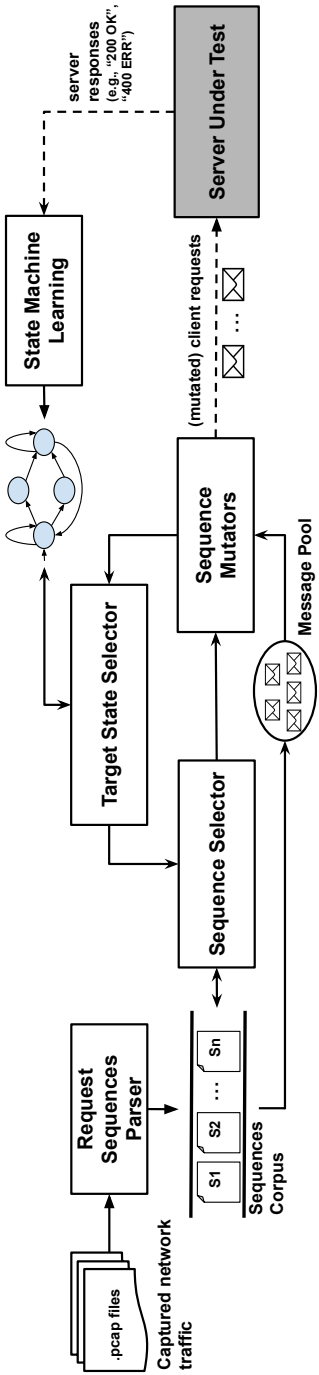 .pcap files
Captured network
traffic
Request
Sequences
Parser
S1
S2
...
Sn
Sequences
Corpus
Sequence Selector
Target State Selector
Sequence
Mutators
Message Pool
State Machine
Learning
(mutated) client requests
...
server
responses
(e.g., “200 OK”,
“400 ERR”)
Server Under Test